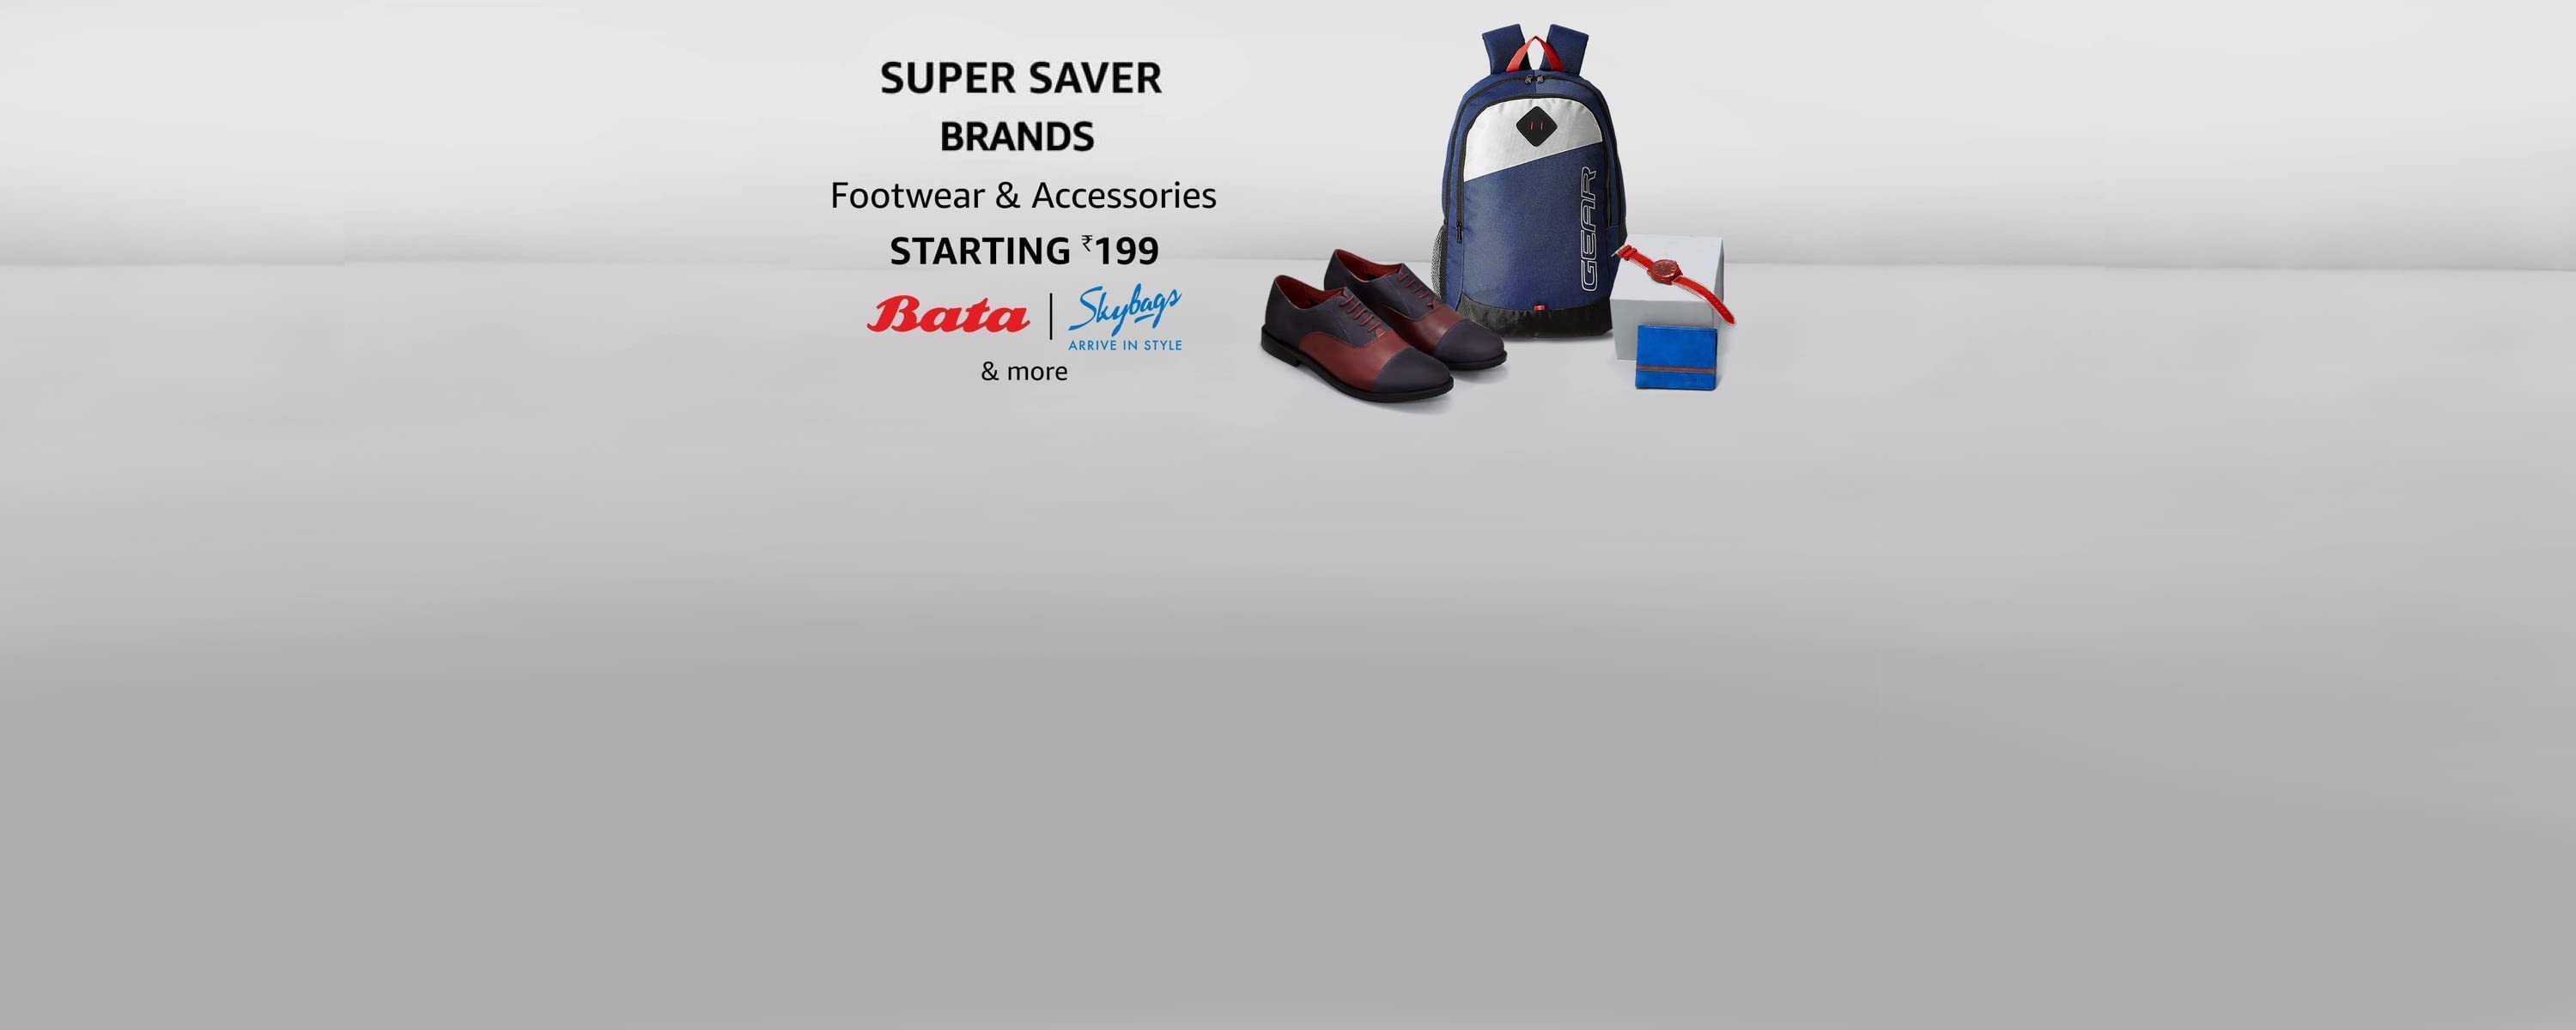 SUPER SAVER
BRANDS
Footwear & Accessories
STARTING ₹199
Bata | Skybags
ARRIVE IN STYLE
& more
GEAR